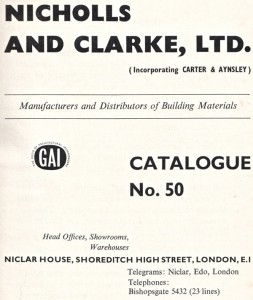 NICHOLLS
AND CLARKE, LTD.
(Incorporating CARTER & AYNSLEY)
Manufacturers and Distributors of Building Materials
GAI
CATALOGUE
No. 50
Head Offices, Showrooms,
Warehouses
NICLAR HOUSE, SHOREDITCH HIGH STREET, LONDON, E.I
Telegrams: Niclar, Edo, London
Telephones:
Bishopsgate 5432 (23 lines)